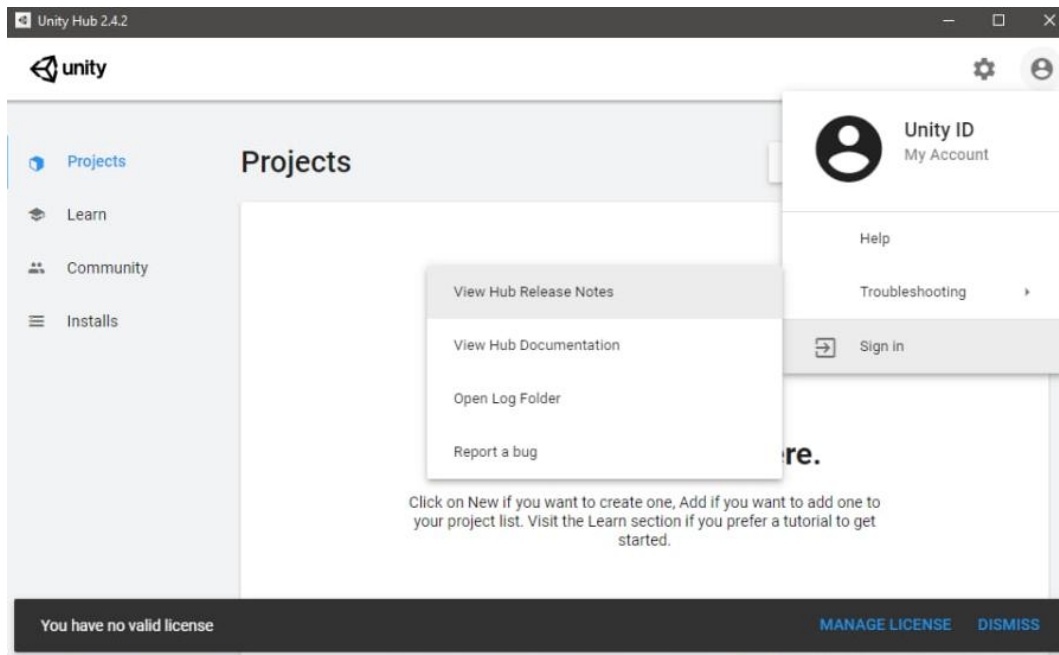 Unity Hub 2.4.2
unity
Unity ID
My Account
Projects
Projects
Learn
Help
Community
View Hub Release Notes
Troubleshooting
Installs
View Hub Documentation
Sign in
Open Log Folder
Report a bug
re.
Click on New if you want to create one, Add if you want to add one to
your project list. Visit the Learn section if you prefer a tutorial to get
started.
You have no valid license
MANAGE LICENSE
DISMISS